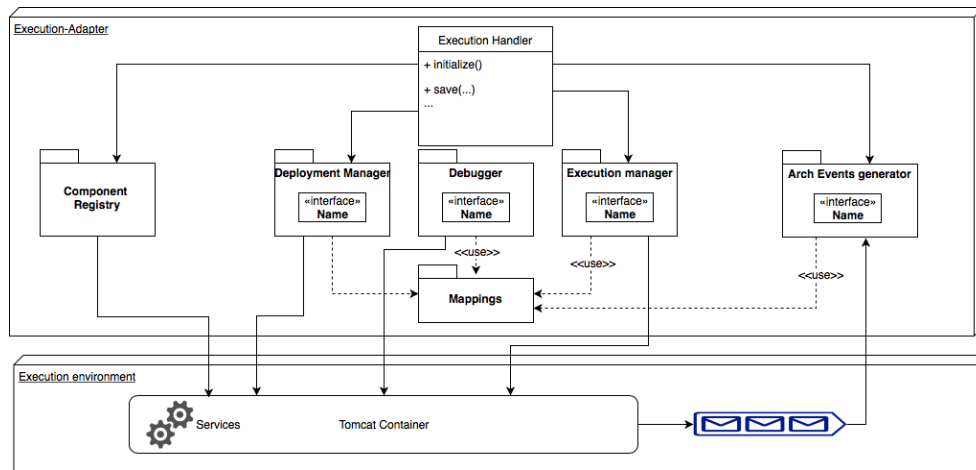 Execution-Adapter
Execution Handler
+ initialize()
+ save(...)
...
Component
Registry
Deployment Manager
«interface»
Name
Debugger
«interface»
Name
Execution manager
«interface»
Name
Arch Events generator
«interface»
Name
<<use>>
<<use>>
<<use>>
Mappings
Execution environment
Services
Tomcat Container